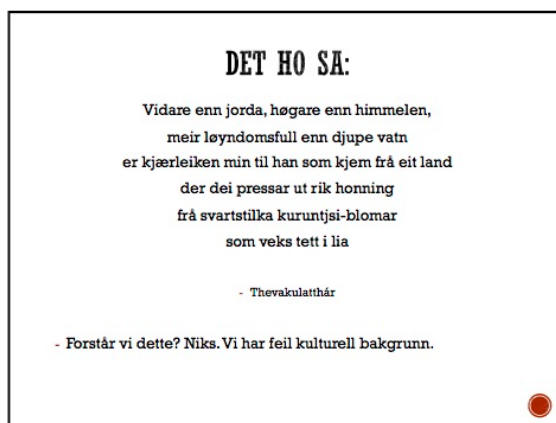 DET HO SA:
Vidare enn jorda, høgare enn himmelen,
meir løyndomsfull enn djupe vatn
er kjærleiken min til han som kjem frå eit land
der dei pressar ut rik honning
frå svartstilka kuruntjsi-blomar
som veks tett i lia
- Thevakulatthár
- Forstår vi dette? Niks. Vi har feil kulturell bakgrunn.